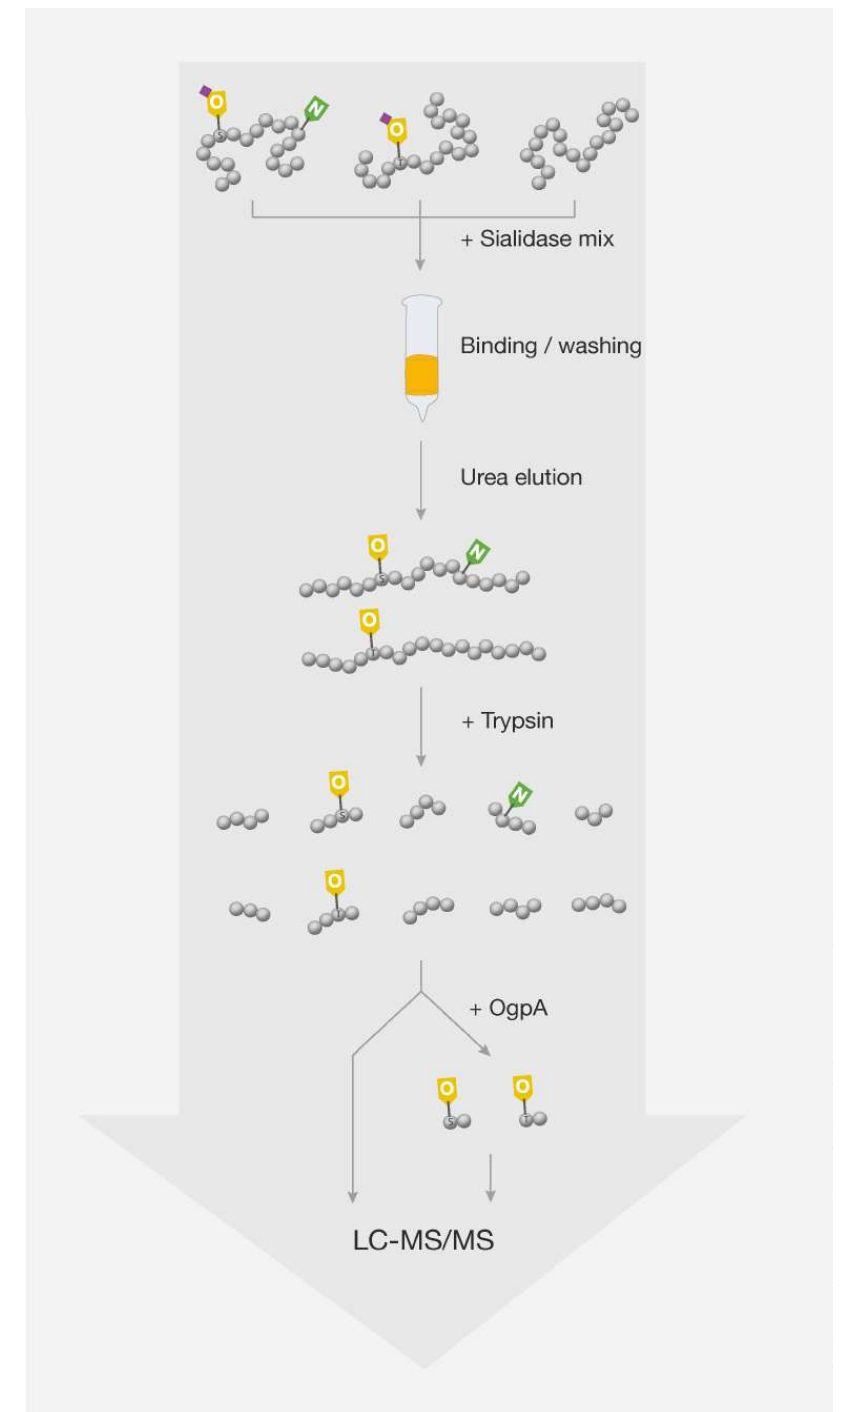 O N
O
S
T
+ Sialidase mix
Binding / washing
Urea elution
O N
S
O
T
+ Trypsin
O N
S
O
T
+ OgpA
O O
S T
LC-MS/MS